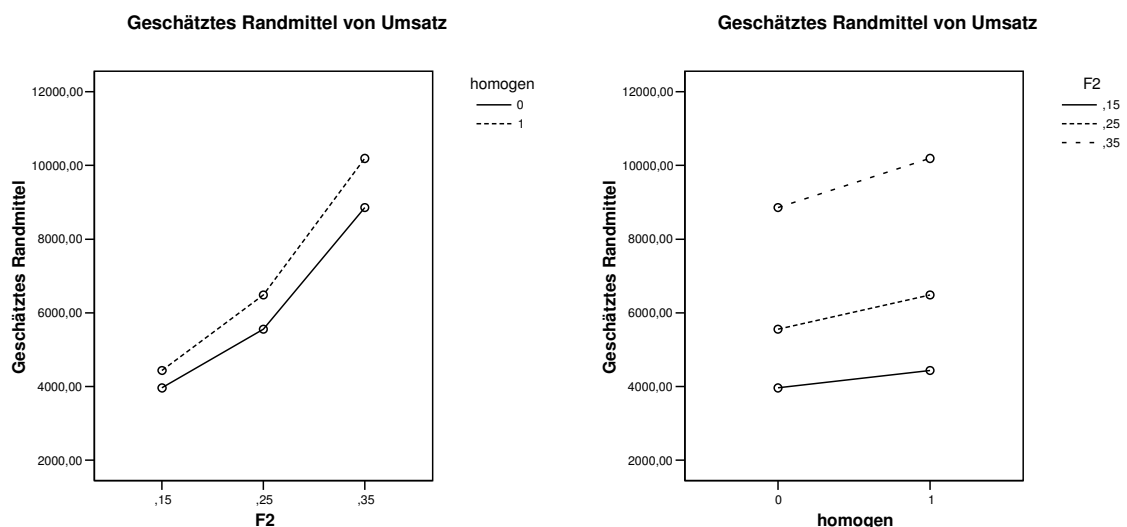 Geschätztes Randmittel von Umsatz
12000,00
10000,00
8000,00
6000,00
4000,00
2000,00
Geschätztes Randmittel
,15
,25
,35
F2
homogen
0
1
Geschätztes Randmittel von Umsatz
12000,00
10000,00
8000,00
6000,00
4000,00
2000,00
Geschätztes Randmittel
0
1
homogen
F2
,15
,25
,35